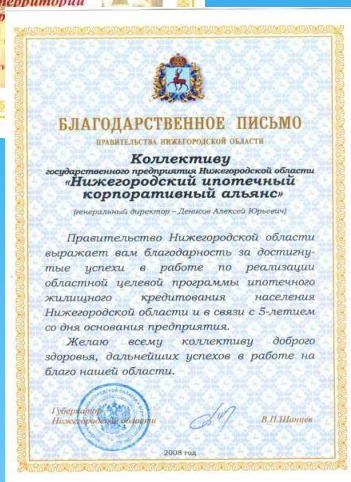 территории
БЛАГОДАРСТВЕННОЕ ПИСЬМО
ПРАВИТЕЛЬСТВА НИЖЕГОРОДСКОЙ ОБЛАСТИ
Коллективу
государственного предприятия Нижегородской области
«Нижегородский ипотечный
корпоративный альянс»
(генеральный директор – Денисов Алексей Юрьевич)
Правительство Нижегородской области
выражает вам благодарность за достигну-
тые успехи в работе по реализации
областной целевой программы ипотечного
жилищного кредитования населения
Нижегородской области и в связи с 5-летием
со дня основания предприятия.
Желаю всему коллективу доброго
здоровья, дальнейших успехов в работе на
благо нашей области.
Губернатор
Нижегородской области
В.П.Шанцев
2008 год